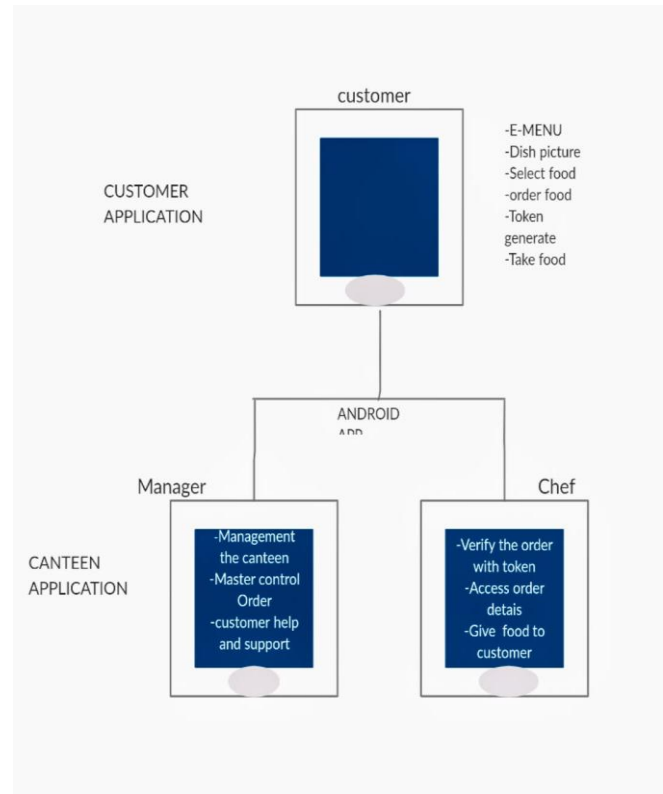 customer
CUSTOMER
APPLICATION
-E-MENU
-Dish picture
-Select food
-order food
-Token
generate
-Take food
ANDROID
APP
Manager
Chef
CANTEEN
APPLICATION
-Management
the canteen
-Master control
Order
-customer help
and support
-Verify the order
with token
-Access order
detais
-Give food to
customer